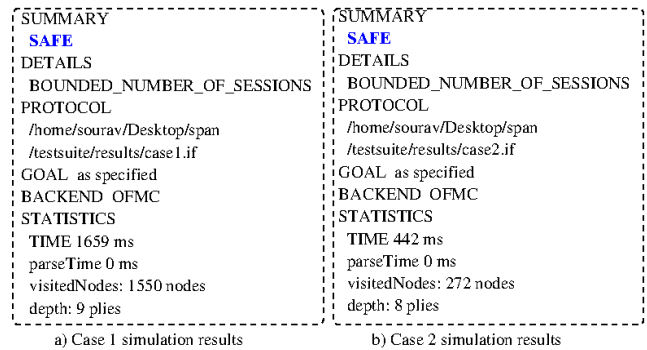 SUMMARY
SAFE
DETAILS
BOUNDED_NUMBER_OF_SESSIONS
PROTOCOL
/home/sourav/Desktop/span
/testsuite/results/case1.if
GOAL as specified
BACKEND OFMC
STATISTICS
TIME 1659 ms
parseTime 0 ms
visitedNodes: 1550 nodes
depth: 9 plies
a) Case 1 simulation results
SUMMARY
SAFE
DETAILS
BOUNDED_NUMBER_OF_SESSIONS
PROTOCOL
/home/sourav/Desktop/span
/testsuite/results/case2.if
GOAL as specified
BACKEND OFMC
STATISTICS
TIME 442 ms
parseTime 0 ms
visitedNodes: 272 nodes
depth: 8 plies
b) Case 2 simulation results